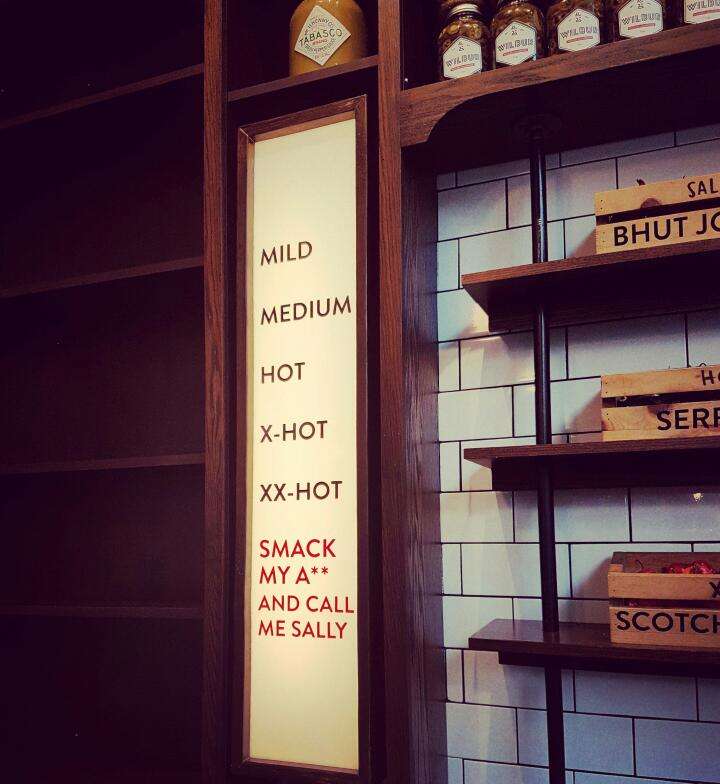 TABASCO
BRAND
WILBUR
WILBUR
WILBUR
WILBUR
MILD
MEDIUM
HOT
X-HOT
XX-HOT
SMACK
MY A**
AND CALL
ME SALLY
SAL
BHUT JO
HO
SERR
X
SCOTCH